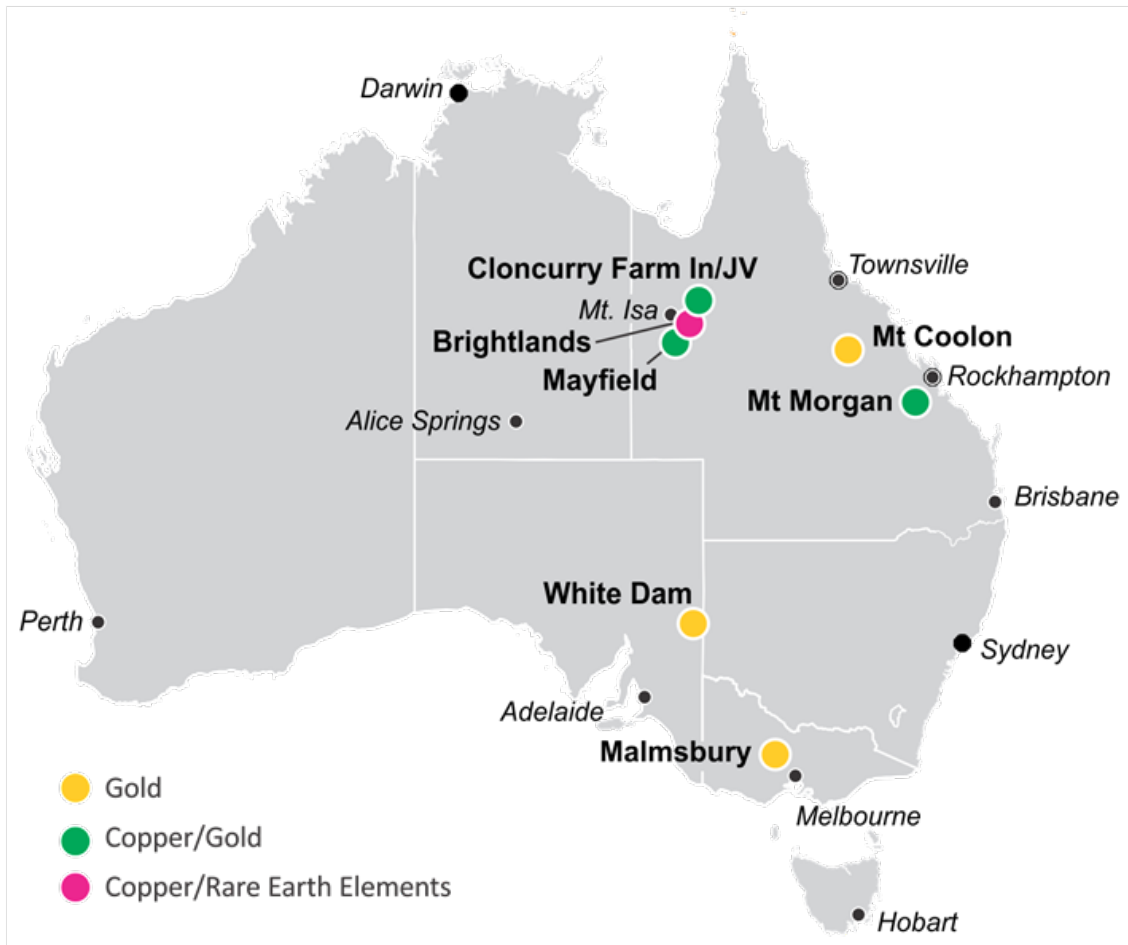 Darwin
Townsville
Cloncurry Farm In/JV
Mt. Isa
Brightlands
Mt Coolon
Mayfield
Rockhampton
Mt Morgan
Alice Springs
Brisbane
White Dam
Perth
Sydney
Adelaide
Malmsbury
Melbourne
Gold
Copper/Gold
Copper/Rare Earth Elements
Hobart